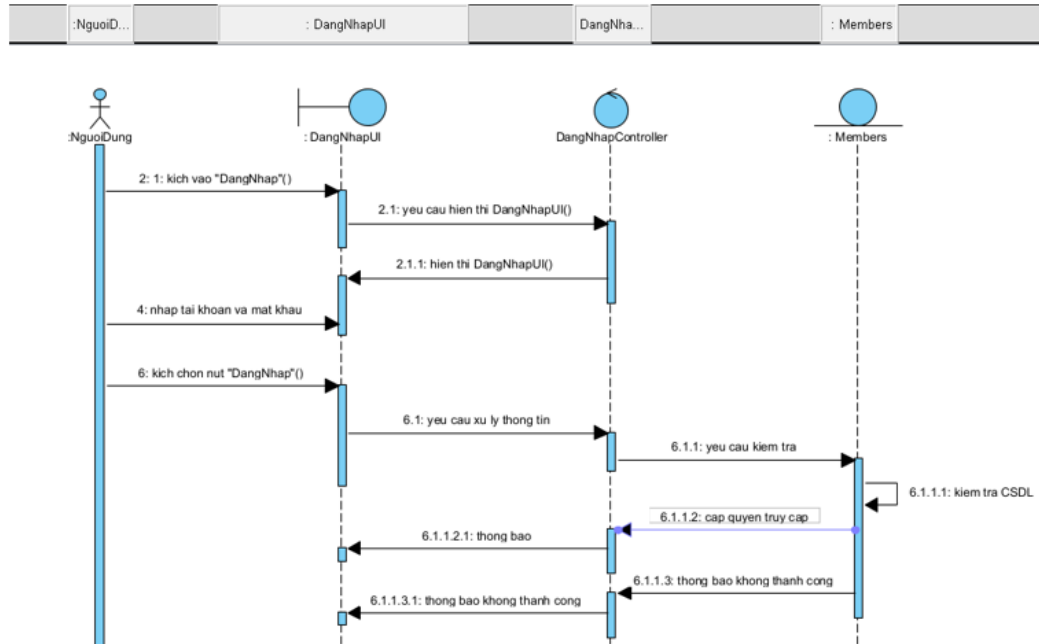 :NguoiD...
: DangNhapUI
DangNha...
: Members
:NguoiDung
: DangNhapUI
DangNhapController
: Members
2: 1: kich vao "DangNhap"()
2.1: yeu cau hien thi DangNhapUI()
2.1.1: hien thi DangNhapUI()
4: nhap tai khoan va mat khau
6: kich chon nut "DangNhap"()
6.1: yeu cau xu ly thong tin
6.1.1: yeu cau kiem tra
6.1.1.1: kiem tra CSDL
6.1.1.2: cap quyen truy cap
6.1.1.2.1: thong bao
6.1.1.3: thong bao khong thanh cong
6.1.1.3.1: thong bao khong thanh cong